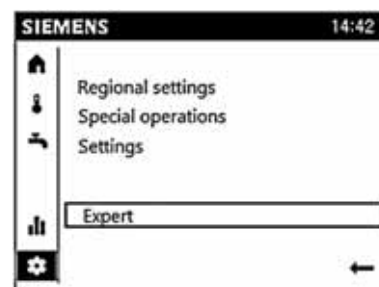 SIEMENS 14:42
Regional settings
Special operations
Settings
Expert